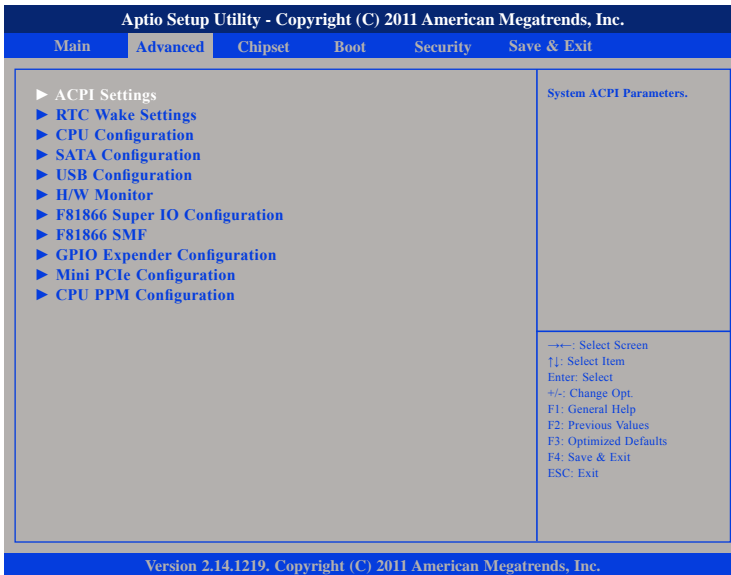 Aptio Setup Utility - Copyright (C) 2011 American Megatrends, Inc.
Main Advanced Chipset Boot Security Save & Exit
► ACPI Settings
► RTC Wake Settings
► CPU Configuration
► SATA Configuration
► USB Configuration
► H/W Monitor
► F81866 Super IO Configuration
► F81866 SMF
► GPIO Expender Configuration
► Mini PCIe Configuration
► CPU PPM Configuration
System ACPI Parameters.
→←: Select Screen
↑↓: Select Item
Enter: Select
+/-: Change Opt.
F1: General Help
F2: Previous Values
F3: Optimized Defaults
F4: Save & Exit
ESC: Exit
Version 2.14.1219. Copyright (C) 2011 American Megatrends, Inc.